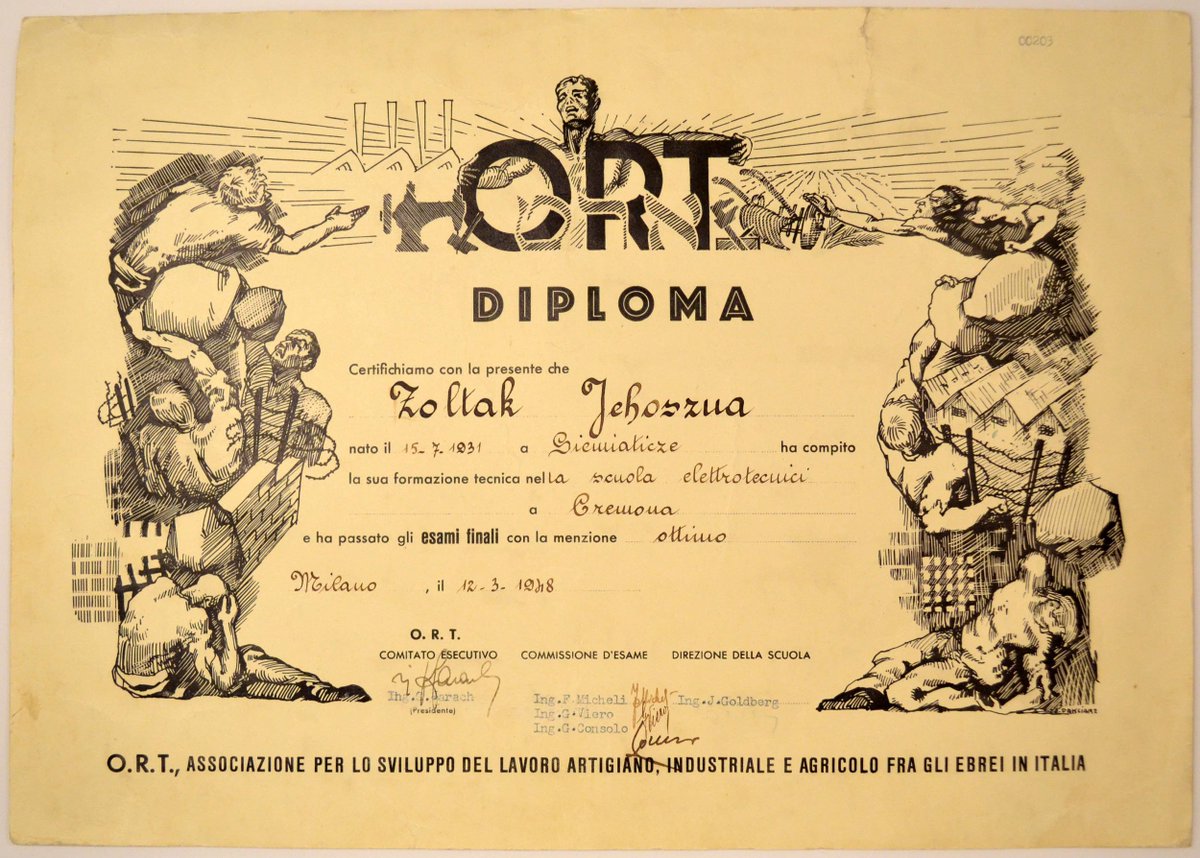 00203
ORT
DIPLOMA
Certifichiamo con la presente che
Zoltak Jehoszua
nato il 15-7-1931 a Siemiaticze ha compito
la sua formazione tecnica nella scuola elettrotecnici
a Cremona
e ha passato gli esami finali con la menzione ottimo
Milano, il 12-3-1948
O. R. T.
COMITATO ESECUTIVO COMMISSIONE D'ESAME DIREZIONE DELLA SCUOLA
Ing. Ing.F.Micheli Ing.J.Goldberg
(Presidente) Ing.G.Viero
Ing.G.Consolo
O.R.T., ASSOCIAZIONE PER LO SVILUPPO DEL LAVORO ARTIGIANO, INDUSTRIALE E AGRICOLO FRA GLI EBREI IN ITALIA